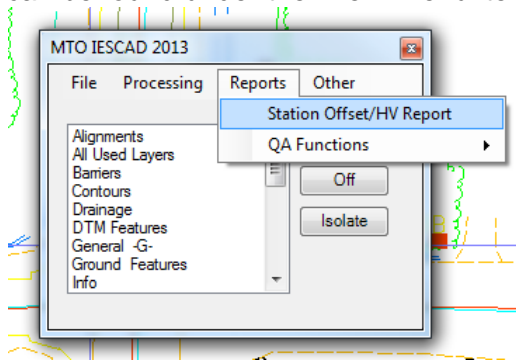 MTO IESCAD 2013
File Processing Reports Other
Station Offset/HV Report
QA Functions
Alignments
All Used Layers
Barriers
Contours
Drainage
DTM Features
General -G-
Ground Features
Info
Off
Isolate